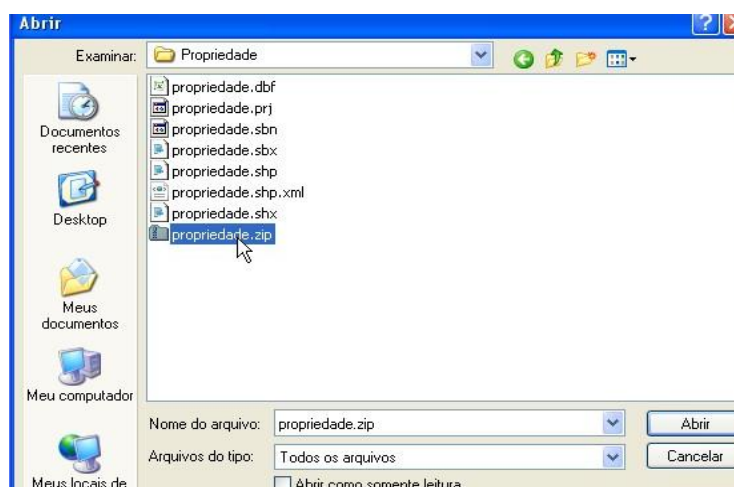 Abrir
Examinar: Propriedade
propriedade.dbf
propriedade.prj
propriedade.sbn
propriedade.sbx
propriedade.shp
propriedade.shp.xml
propriedade.shx
propriedade.zip
Documentos
recentes
Desktop
Meus
documentos
Meu computador
Meus locais de
Nome do arquivo: propriedade.zip Abrir
Arquivos do tipo: Todos os arquivos Cancelar
Abrir como somente leitura